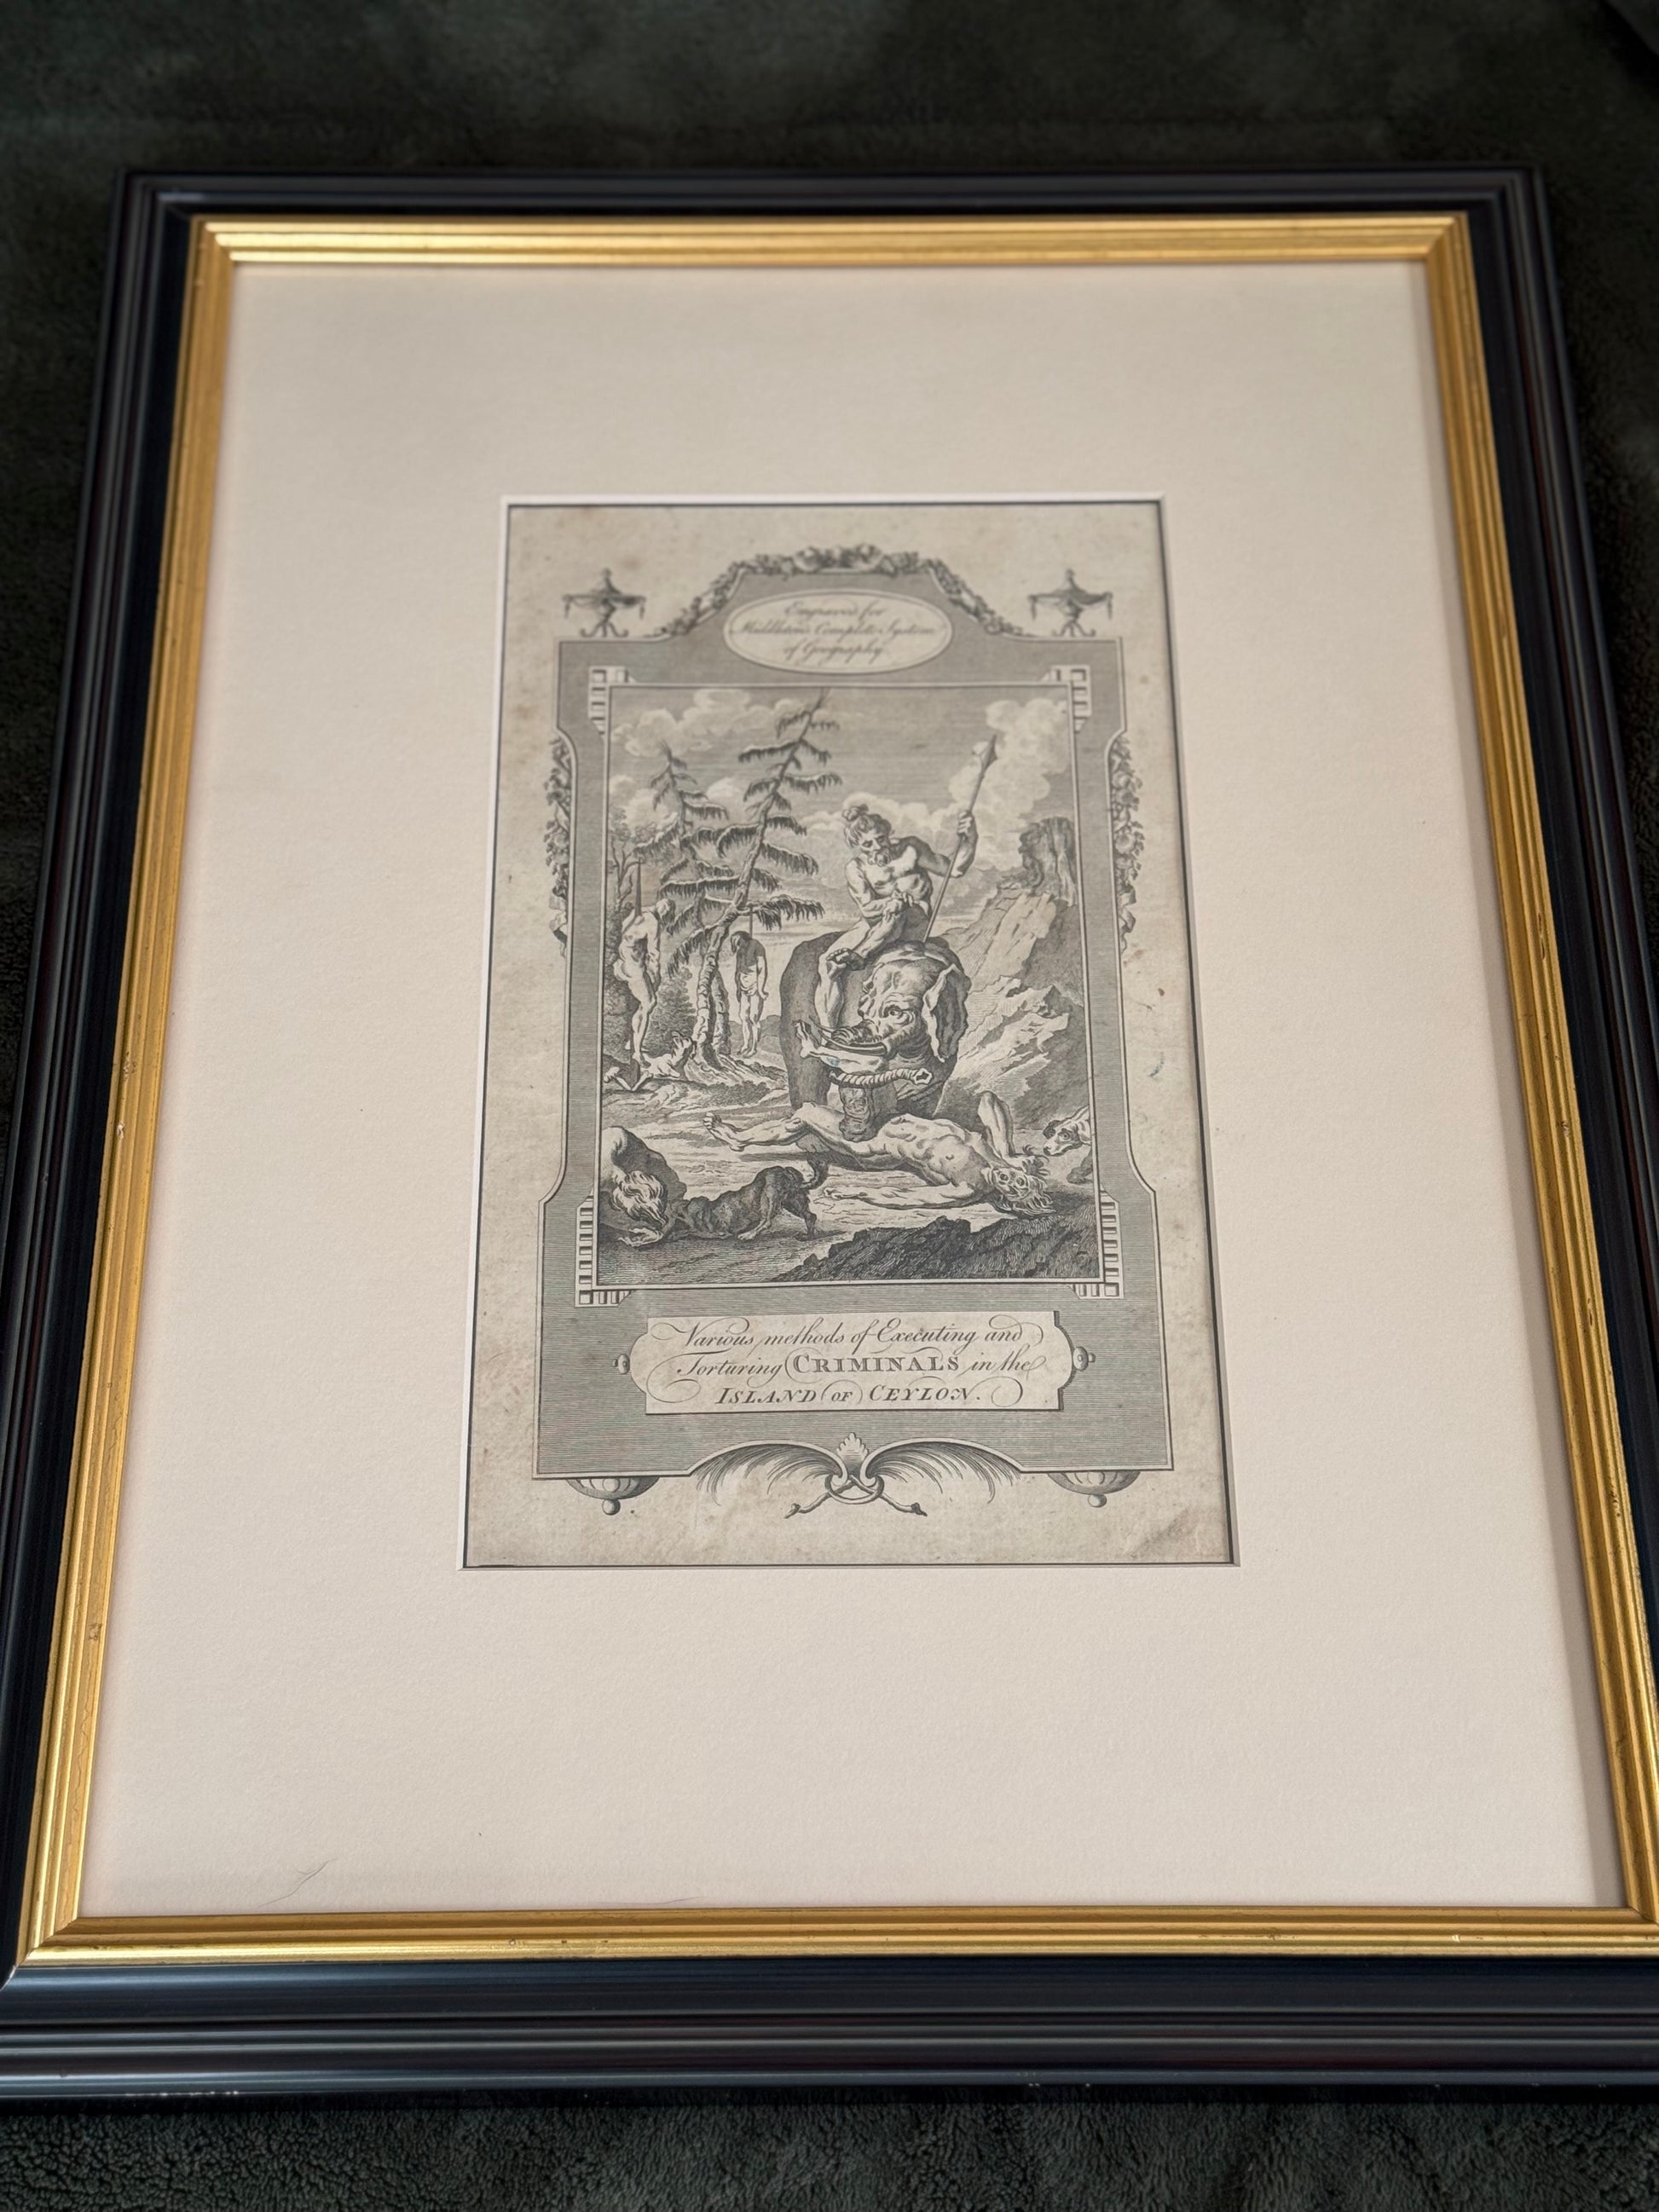 Engraved for
Middleton's Complete System
of Geography.
Various methods of Executing and
Torturing CRIMINALS in the
ISLAND OF CEYLON.